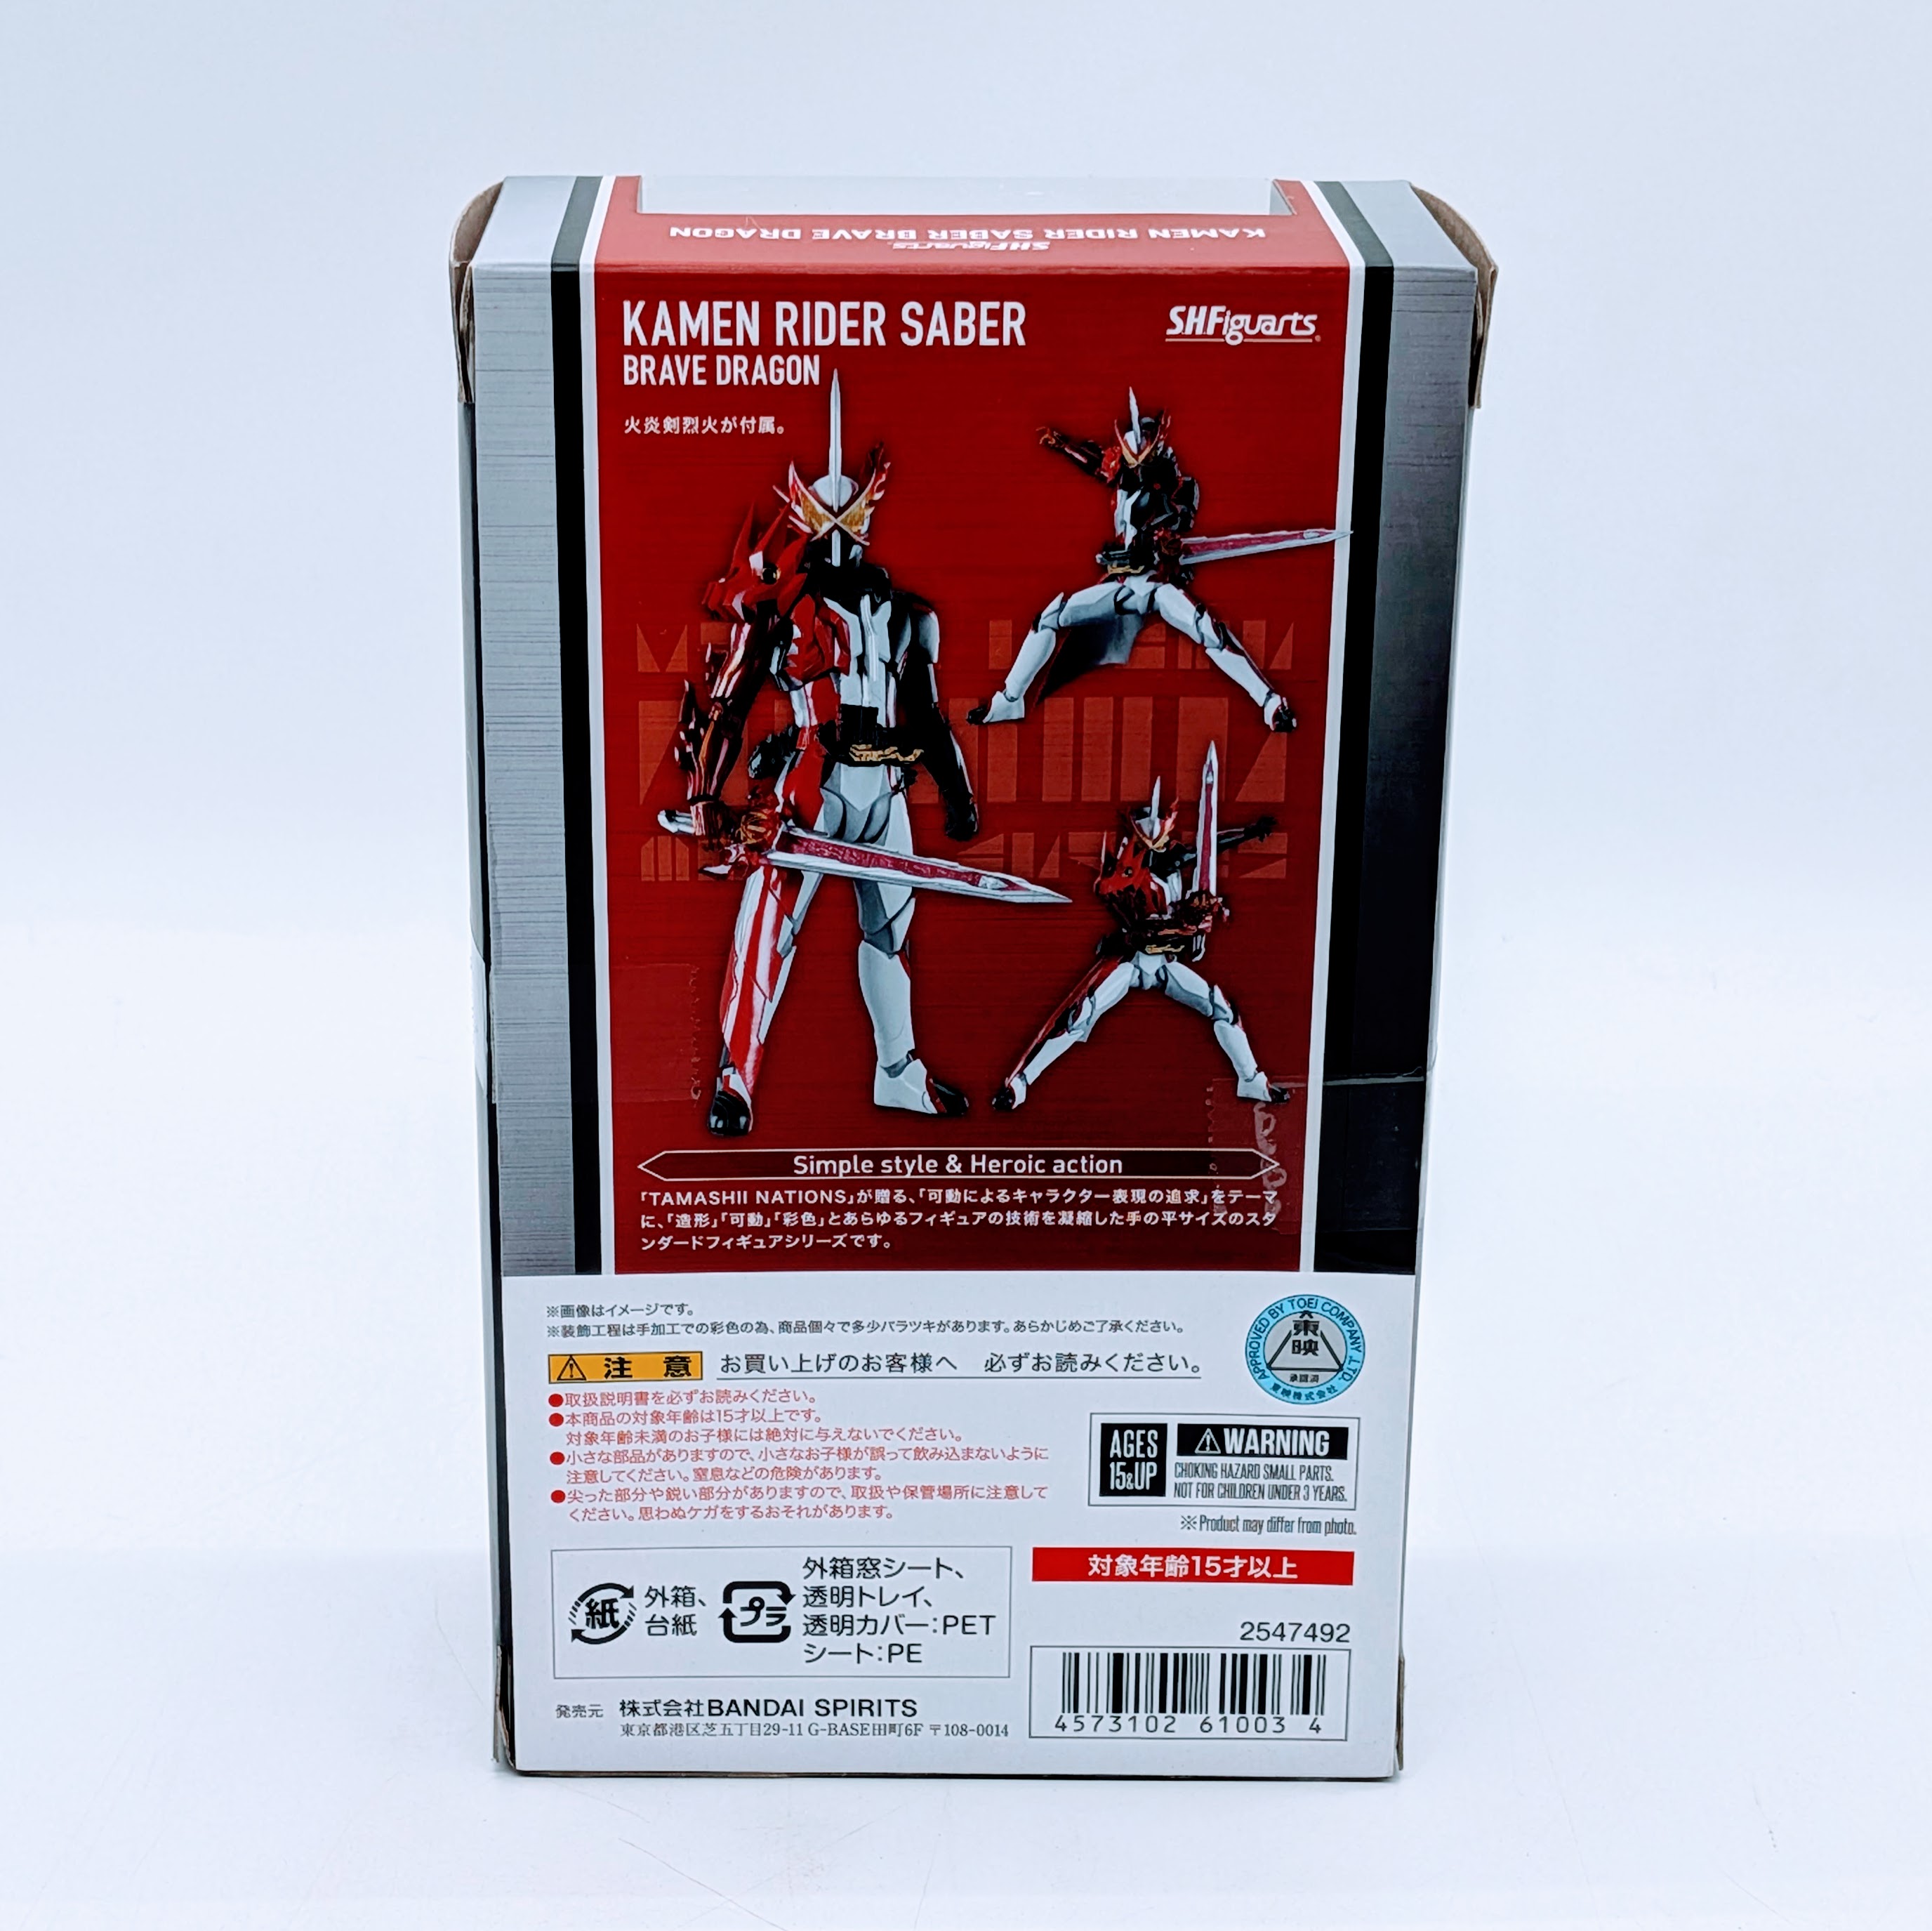 KAMEN RIDER SABER BRAVE DRAGON
S.H.Figuarts
KAMEN RIDER SABER
BRAVE DRAGON
S.H.Figuarts
火炎剣烈火が付属。
Simple style & Heroic action
「TAMASHII NATIONS」が贈る、「可動によるキャラクター表現の追求」をテーマ
に、「造形」「可動」「彩色」とあらゆるフィギュアの技術を凝縮した手の平サイズのスタ
ンダードフィギュアシリーズです。
※画像はイメージです。
※装飾工程は手加工での彩色の為、商品個々で多少バラツキがあります。あらかじめご了承ください。
注 意 お買い上げのお客様へ 必ずお読みください。
●取扱説明書を必ずお読みください。
●本商品の対象年齢は15才以上です。
対象年齢未満のお子様には絶対に与えないでください。
●小さな部品がありますので、小さなお子様が誤って飲み込まないように
注意してください。窒息などの危険があります。
●尖った部分や鋭い部分がありますので、取扱や保管場所に注意して
ください。思わぬケガをするおそれがあります。
APPROVED BY TOEI COMPANY ,LTD.
東映
承認済
東映株式会社
AGES
15&UP
WARNING
CHOKING HAZARD SMALL PARTS.
NOT FOR CHILDREN UNDER 3 YEARS.
※Product may differ from photo.
対象年齢15才以上
紙
外箱、
台紙
プラ
外箱窓シート、
透明トレイ、
透明カバー:PET
シート:PE
2547492
4573102 61003 4
発売元 株式会社BANDAI SPIRITS
東京都港区芝五丁目29-11 G-BASE田町6F 〒108-0014